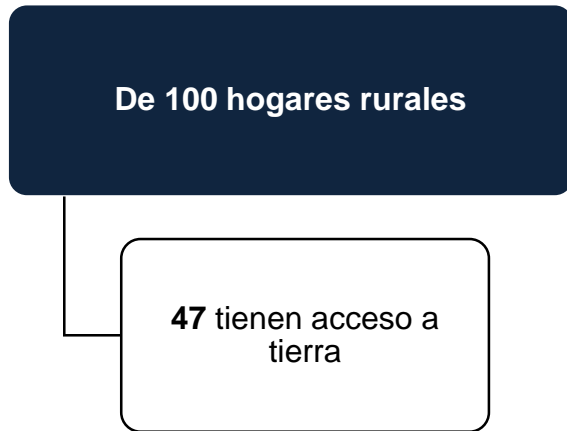 De 100 hogares rurales
47 tienen acceso a
tierra